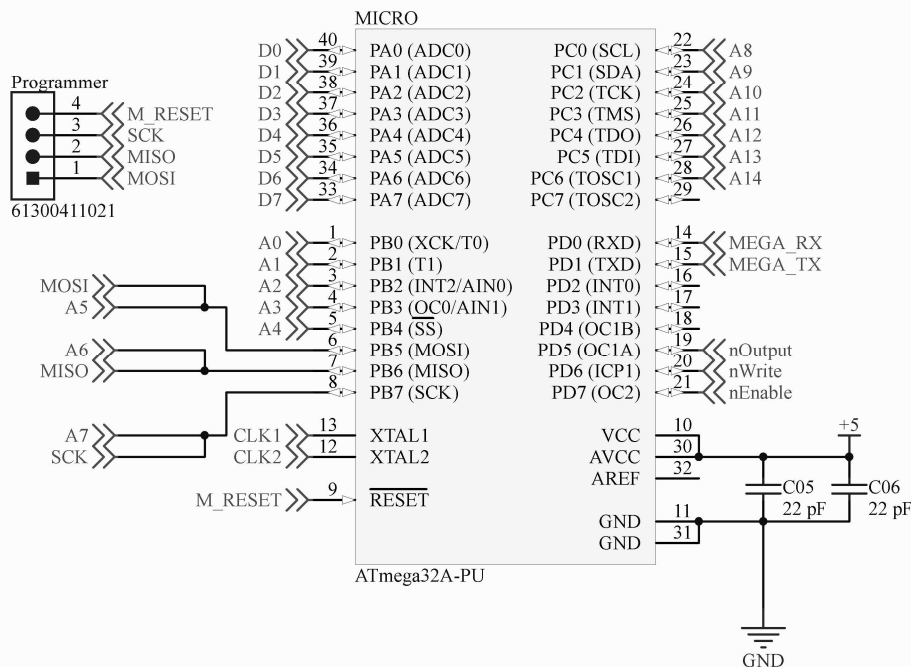 MICRO
D0 40 PA0 (ADC0) PC0 (SCL) 22 A8
D1 39 PA1 (ADC1) PC1 (SDA) 23 A9
D2 38 PA2 (ADC2) PC2 (TCK) 24 A10
D3 37 PA3 (ADC3) PC3 (TMS) 25 A11
D4 36 PA4 (ADC4) PC4 (TDO) 26 A12
D5 35 PA5 (ADC5) PC5 (TDI) 27 A13
D6 34 PA6 (ADC6) PC6 (TOSC1) 28 A14
D7 33 PA7 (ADC7) PC7 (TOSC2) 29
Programmer
4 M_RESET
3 SCK
2 MISO
1 MOSI
61300411021
A0 1 PB0 (XCK/T0) PD0 (RXD) 14 MEGA_RX
A1 2 PB1 (T1) PD1 (TXD) 15 MEGA_TX
A2 3 PB2 (INT2/AIN0) PD2 (INT0) 16
A3 4 PB3 (OC0/AIN1) PD3 (INT1) 17
A4 5 PB4 (SS) PD4 (OC1B) 18
MOSI
A5
6 PB5 (MOSI) PD5 (OC1A) 19 nOutput
A6
MISO 7 PB6 (MISO) PD6 (ICP1) 20 nWrite
8 PB7 (SCK) PD7 (OC2) 21 nEnable
A7
SCK
CLK1 13 XTAL1 VCC 10 +5
CLK2 12 XTAL2 AVCC 30
AREF 32
M_RESET 9 RESET
C05
22 pF
C06
22 pF
GND 11
GND 31
ATmega32A-PU
GND